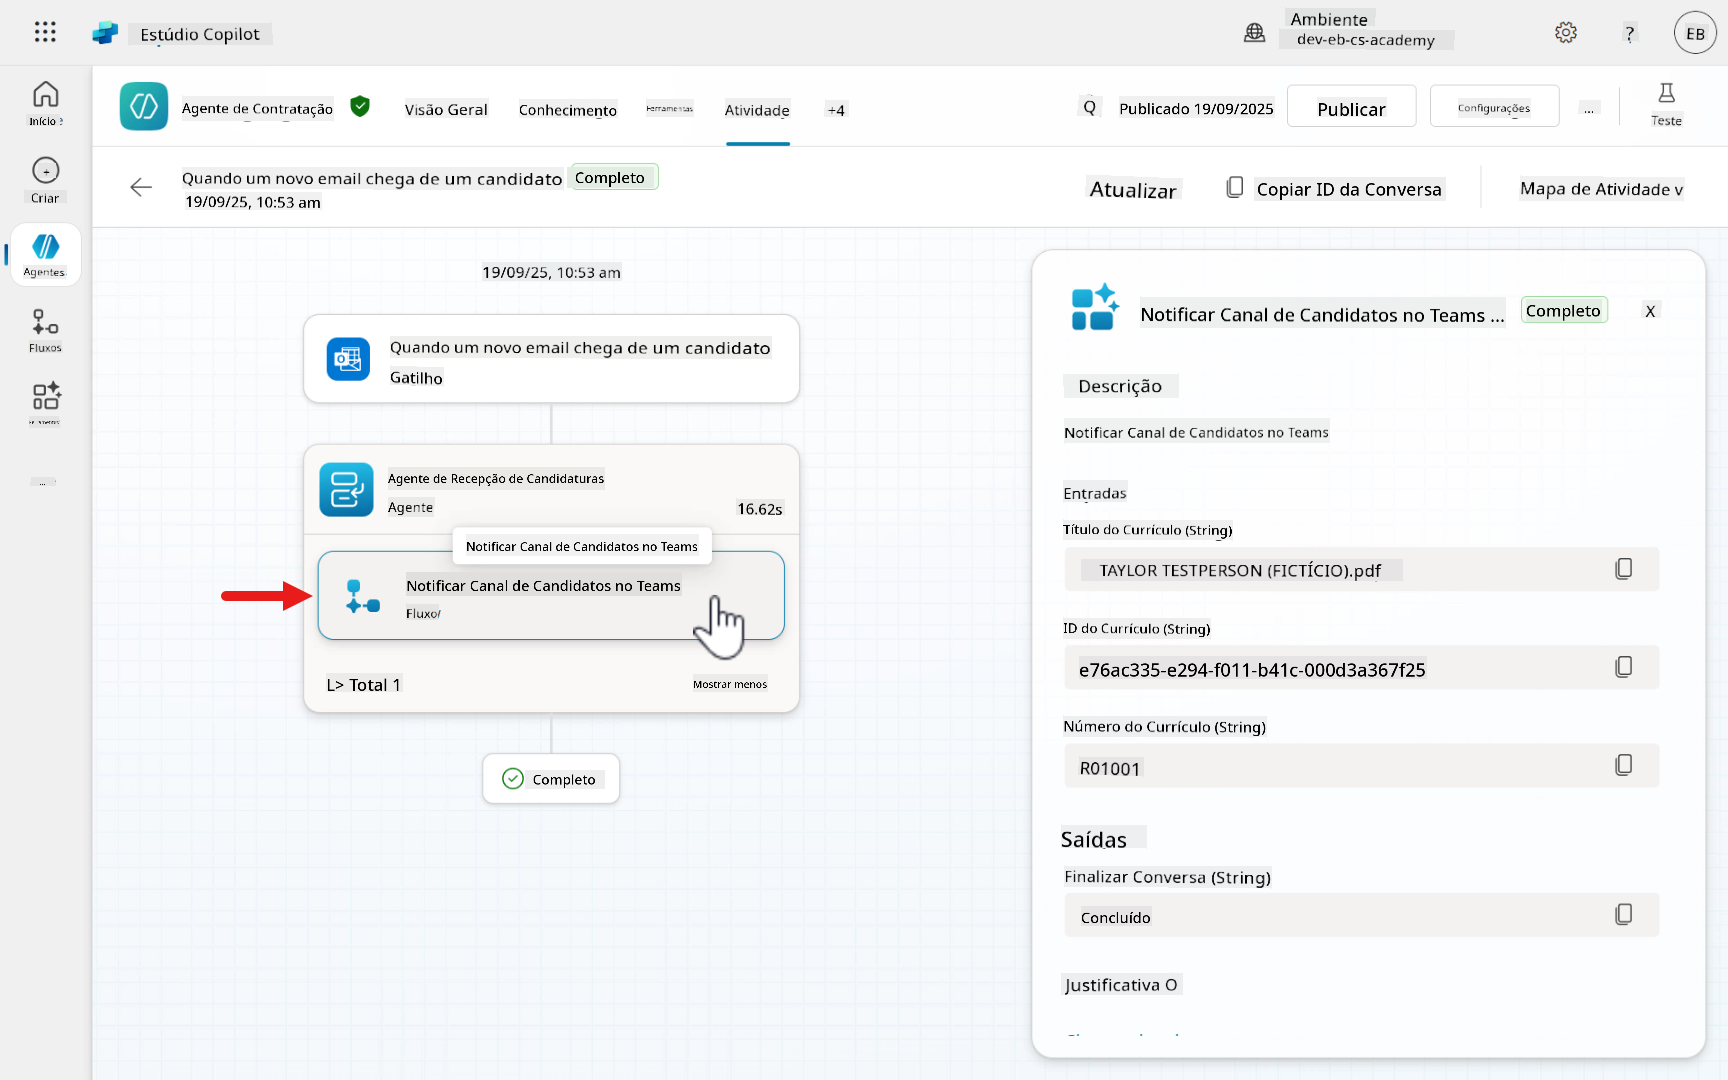 Estúdio Copilot
Ambiente
dev-eb-cs-academy
?
EB
Início
Criar
Agentes
Fluxos
...
Agente de Contratação
Visão Geral
Conhecimento
Ferramentas
Atividade
+4
Q
Publicado 19/09/2025
Publicar
Configurações
...
Teste
Quando um novo email chega de um candidato
Completo
19/09/25, 10:53 am
Atualizar
Copiar ID da Conversa
Mapa de Atividade v
19/09/25, 10:53 am
Quando um novo email chega de um candidato
Gatilho
Agente de Recepção de Candidaturas
Agente
16.62s
Notificar Canal de Candidatos no Teams
Notificar Canal de Candidatos no Teams
Fluxo
L> Total 1
Mostrar menos
Completo
Notificar Canal de Candidatos no Teams ...
Completo
X
Descrição
Notificar Canal de Candidatos no Teams
Entradas
Título do Currículo (String)
TAYLOR TESTPERSON (FICTÍCIO).pdf
ID do Currículo (String)
e76ac335-e294-f011-b41c-000d3a367f25
Número do Currículo (String)
R01001
Saídas
Finalizar Conversa (String)
Concluído
Justificativa O